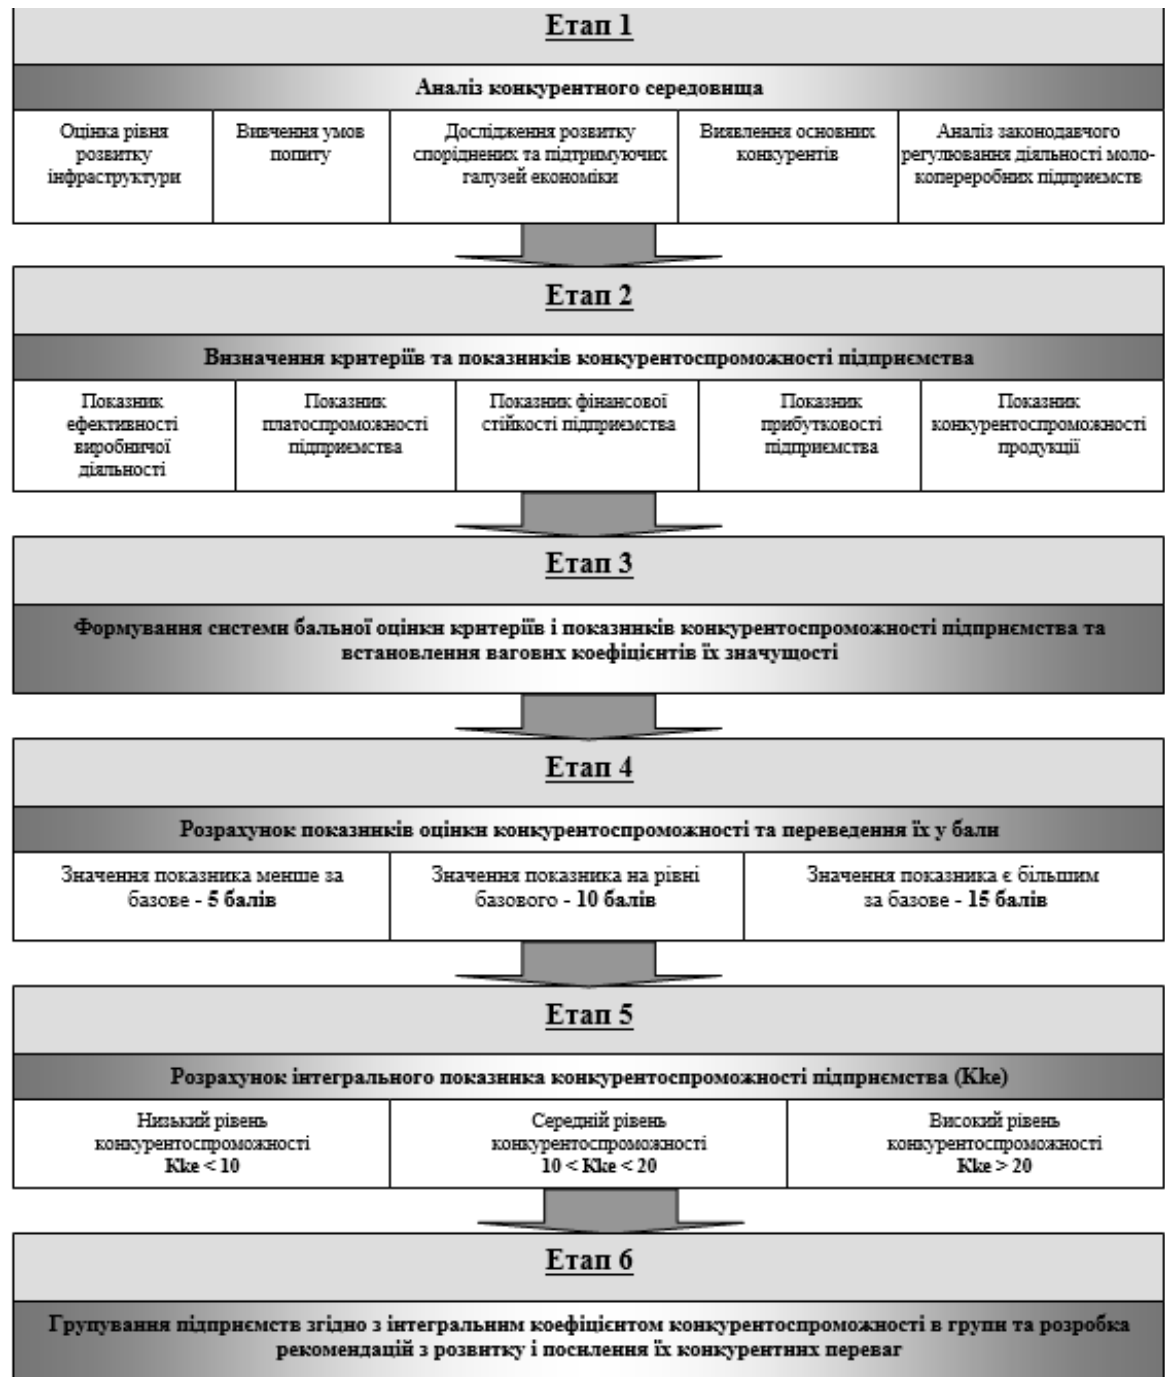 Етап 1
Аналіз конкурентного середовища
Оцінка рівня
розвитку
інфраструктури
Вивчення умов
попиту
Дослідження розвитку
споріднених та підтримуючих
галузей економіки
Виявлення основних
конкурентів
Аналіз законодавчого
регулювання діяльності моло-
копереробних підприємств
Етап 2
Визначення критеріїв та показників конкурентоспроможності підприємства
Показник
ефективності
виробничої
діяльності
Показник
платоспроможності
підприємства
Показник фінансової
стійкості підприємства
Показник
прибутковості
підприємства
Показник
конкурентоспроможності
продукції
Етап 3
Формування системи бальної оцінки критеріїв і показників конкурентоспроможності підприємства та
встановлення вагових коефіцієнтів їх значущості
Етап 4
Розрахунок показників оцінки конкурентоспроможності та переведення їх у бали
Значення показника менше за
базове - 5 балів
Значення показника на рівні
базового - 10 балів
Значення показника є більшим
за базове - 15 балів
Етап 5
Розрахунок інтегрального показника конкурентоспроможності підприємства (Kke)
Низький рівень
конкурентоспроможності
Kke < 10
Середній рівень
конкурентоспроможності
10 < Kke < 20
Високий рівень
конкурентоспроможності
Kke > 20
Етап 6
Групування підприємств згідно з інтегральним коефіцієнтом конкурентоспроможності в групи та розробка
рекомендацій з розвитку і посилення їх конкурентних переваг